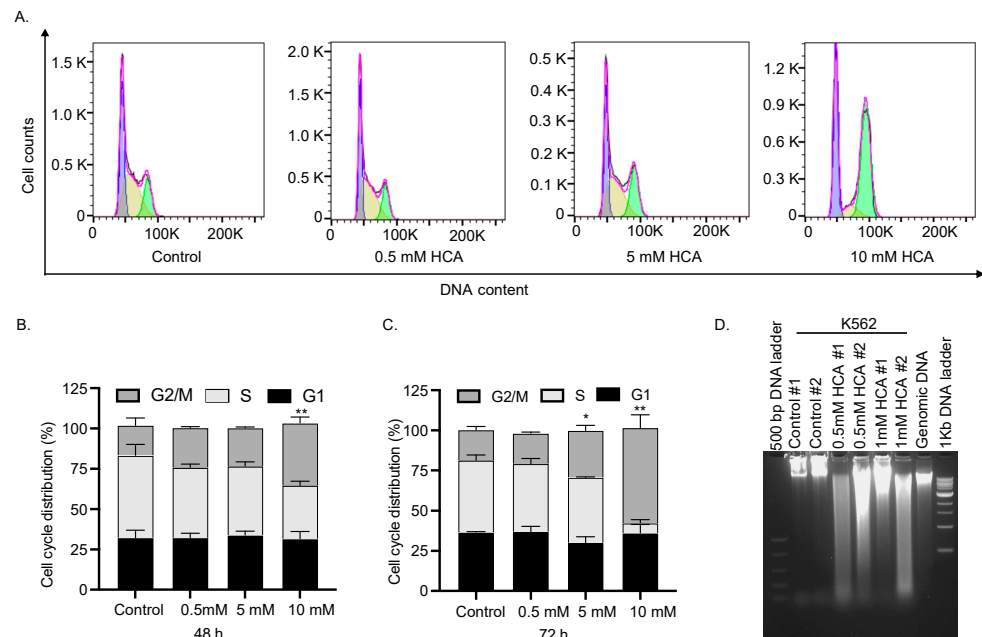 A.
Cell counts
1.5 K
1.0 K
0.5 K
0
0 100K 200K
Control
2.0 K
1.5 K
1.0 K
0.5 K
0
0 100K 200K
0.5 mM HCA
0.5 K
0.4 K
0.3 K
0.2 K
0.1 K
0
0 100K 200K
5 mM HCA
1.2 K
0.9 K
0.6 K
0.3 K
0
0 100K 200K
10 mM HCA
DNA content
B.
Cell cycle distribution (%)
125
100
75
50
25
0
G2/M S G1
**
Control 0.5mM 5 mM 10 mM
48 h
C.
Cell cycle distribution (%)
125
100
75
50
25
0
G2/M S G1
*
**
Control 0.5 mM 5 mM 10 mM
72 h
D.
K562
500 bp DNA ladder
Control #1
Control #2
0.5mM HCA #1
0.5mM HCA #2
1mM HCA #1
1mM HCA #2
Genomic DNA
1Kb DNA ladder